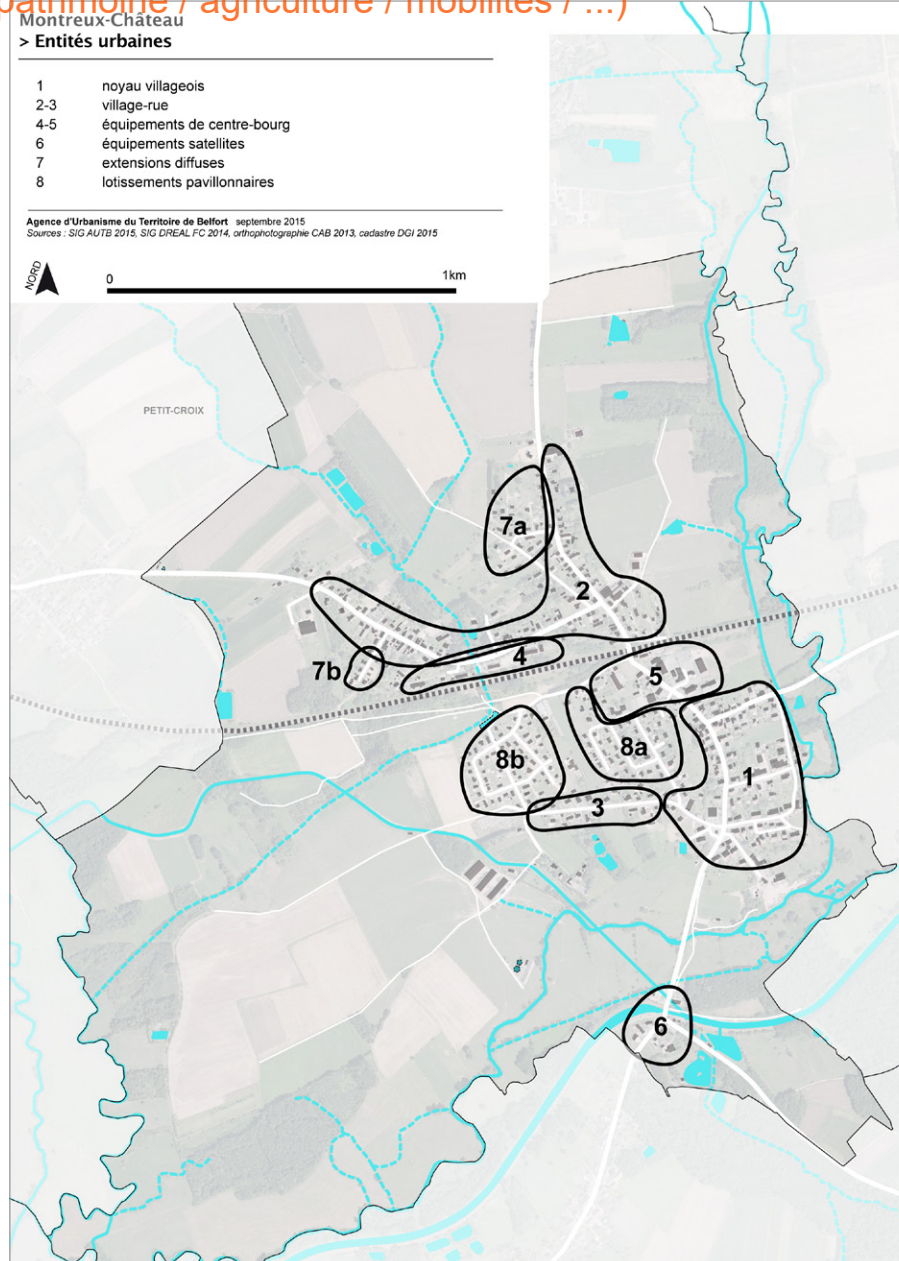 patrimoine / agriculture / mobilités / ...)
Montreux-Château
> Entités urbaines
1 noyau villageois
2-3 village-rue
4-5 équipements de centre-bourg
6 équipements satellites
7 extensions diffuses
8 lotissements pavillonnaires
Agence d'Urbanisme du Territoire de Belfort septembre 2015
Sources : SIG AUTB 2015, SIG DREAL FC 2014, orthophotographie CAB 2013, cadastre DGI 2015
NORD
0 1km
PETIT-CROIX
7a
2
4
7b
5
8a
8b
1
3
6